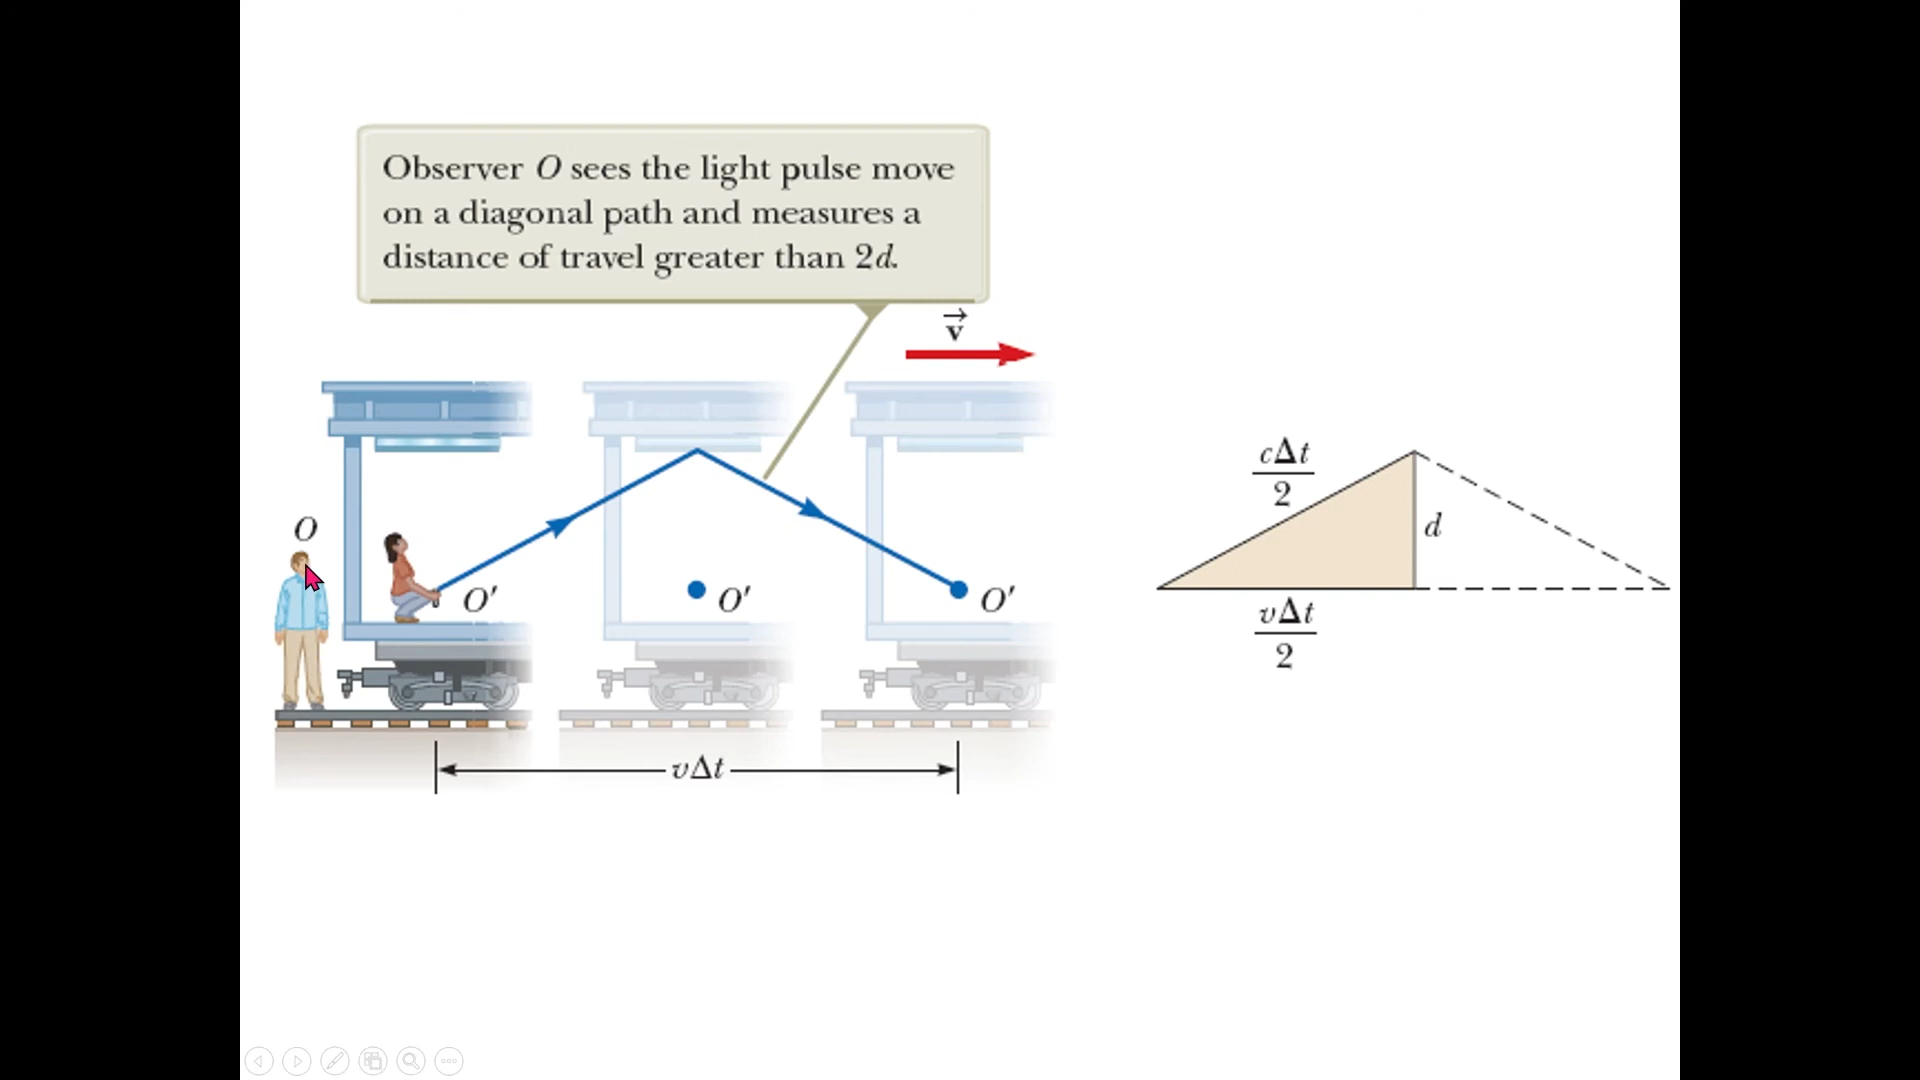 Observer O sees the light pulse move
on a diagonal path and measures a
distance of travel greater than 2d.
v
O
O′
O′
O′
vΔt
cΔt
2
d
vΔt
2